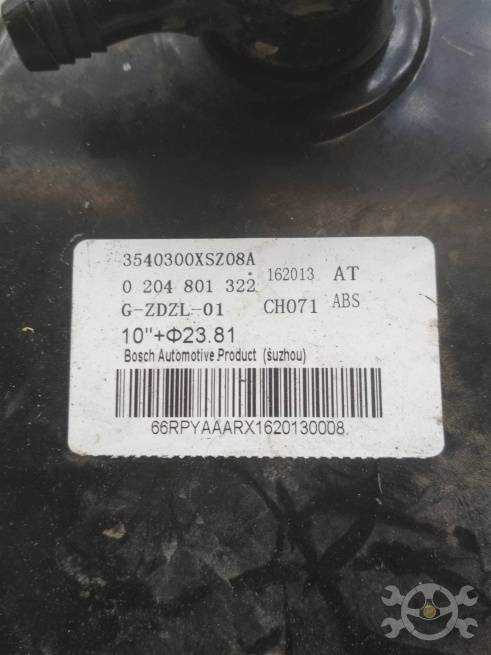 3540300XSZ08A
0 204 801 322 162013 AT
G-ZDZL-01 CH071 ABS
10"+Φ23.81
Bosch Automotive Product (suzhou)
66RPYAAARX1620130008